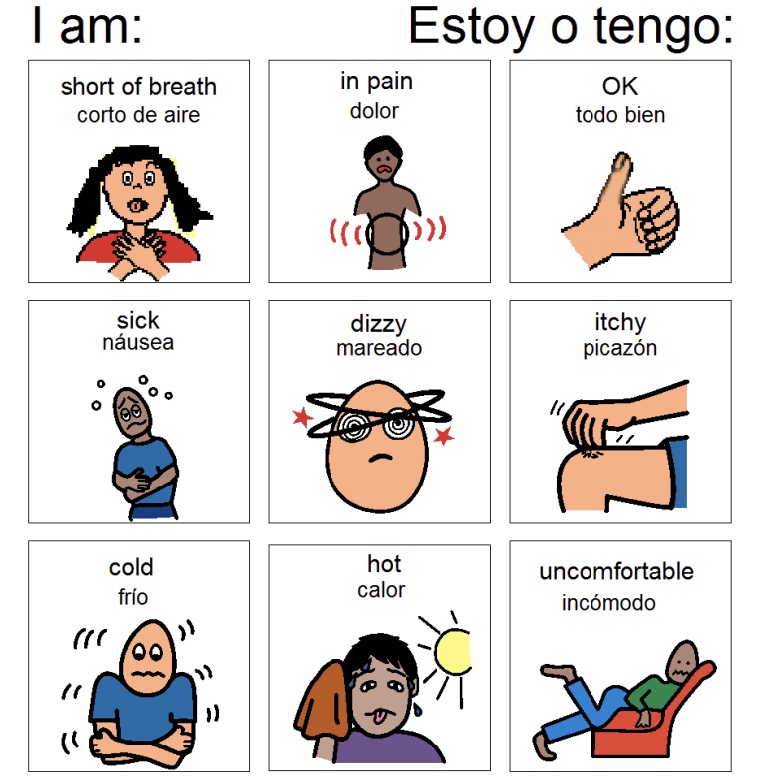 I am:
Estoy o tengo:
short of breath
corto de aire
in pain
dolor
OK
todo bien
sick
náusea
dizzy
mareado
itchy
picazón
cold
frío
hot
calor
uncomfortable
incómodo